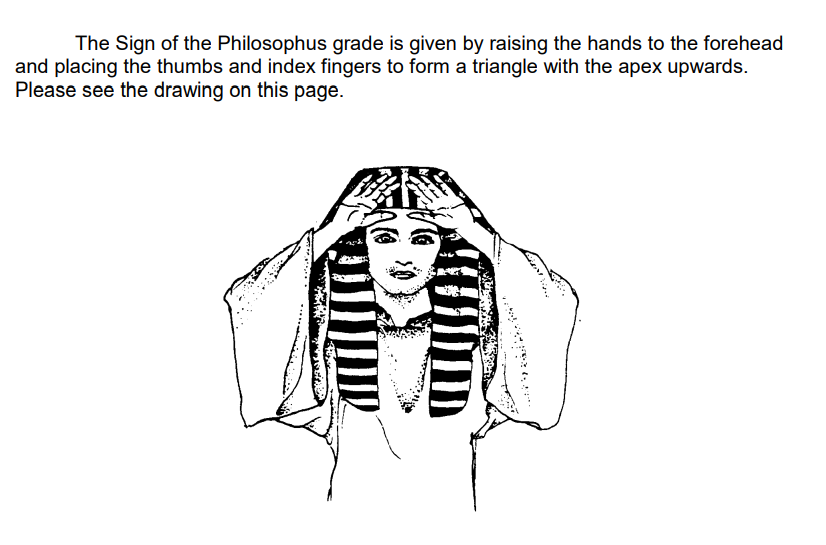 The Sign of the Philosophus grade is given by raising the hands to the forehead
and placing the thumbs and index fingers to form a triangle with the apex upwards.
Please see the drawing on this page.